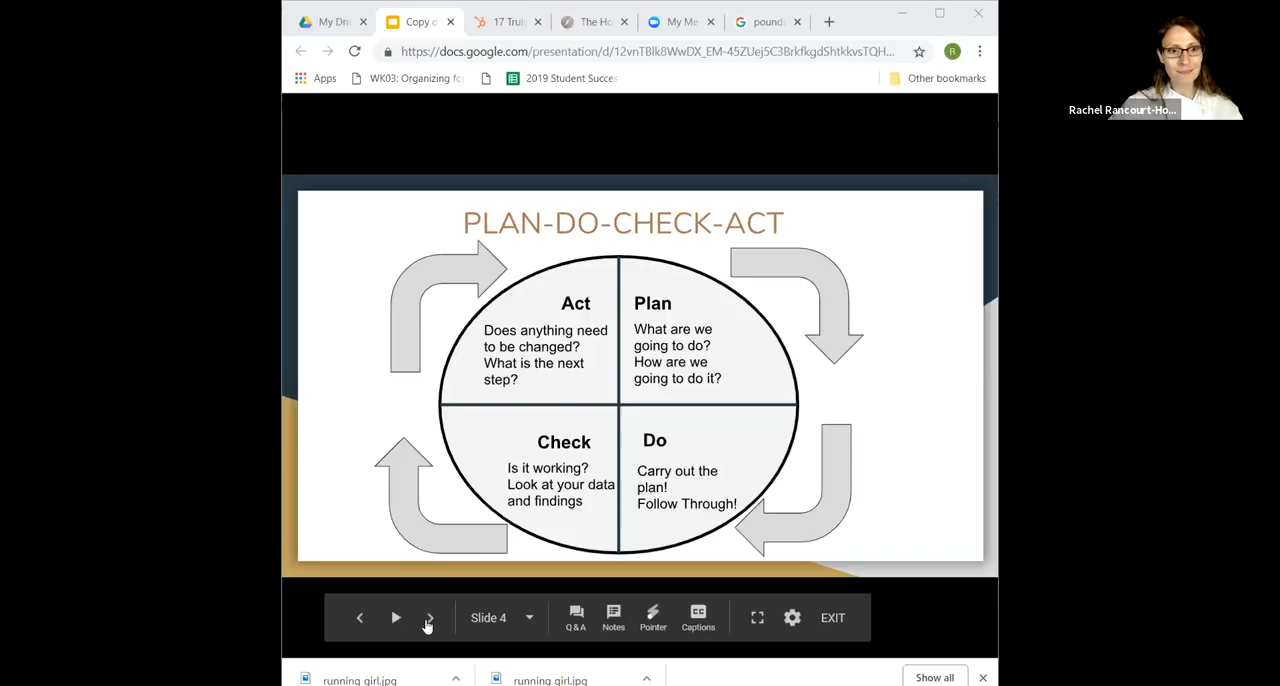 My Dri
Copy o
17 Truly
The Ho
My Me
pound
https://docs.google.com/presentation/d/12vnTBlk8WwDX_EM-45ZUej5C3BrkfkgdShtkkvsTQH...
R
Apps
WK03: Organizing fo
2019 Student Succes
Other bookmarks
Rachel Rancourt-Ho...
PLAN-DO-CHECK-ACT
Act
Does anything need
to be changed?
What is the next
step?
Plan
What are we
going to do?
How are we
going to do it?
Check
Is it working?
Look at your data
and findings
Do
Carry out the
plan!
Follow Through!
Slide 4
Q & A
Notes
Pointer
CC
Captions
EXIT
running girl.jpg
running girl.jpg
Show all